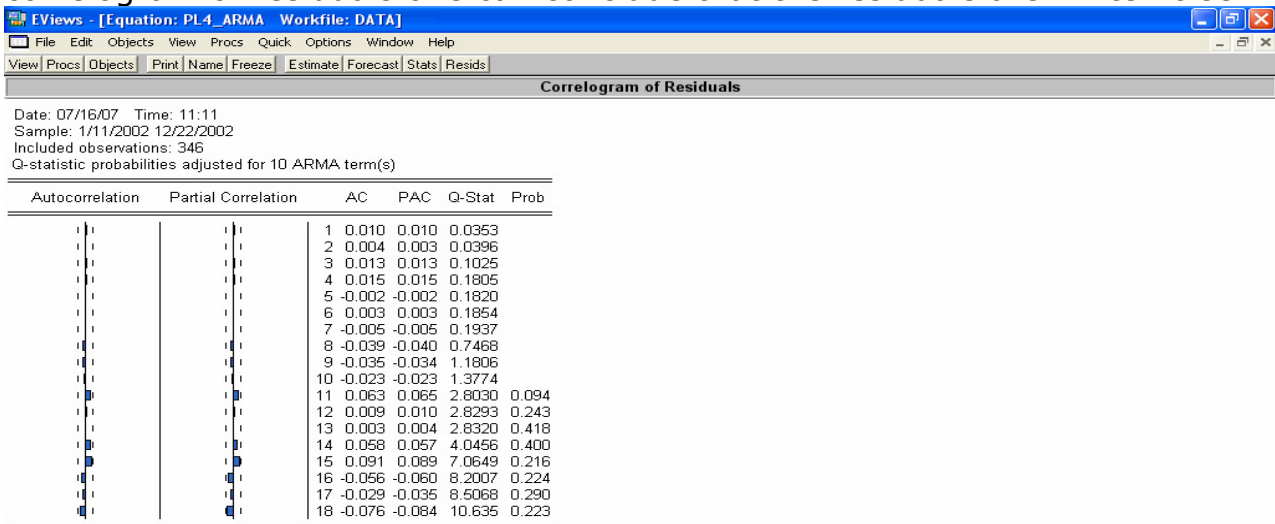 EViews - [Equation: PL4_ARMA Workfile: DATA]
File Edit Objects View Procs Quick Options Window Help
View Procs Objects Print Name Freeze Estimate Forecast Stats Resids
Correlogram of Residuals
Date: 07/16/07 Time: 11:11
Sample: 1/11/2002 12/22/2002
Included observations: 346
Q-statistic probabilities adjusted for 10 ARMA term(s)
Autocorrelation Partial Correlation AC PAC Q-Stat Prob
1 0.010 0.010 0.0353
2 0.004 0.003 0.0396
3 0.013 0.013 0.1025
4 0.015 0.015 0.1805
5 -0.002 -0.002 0.1820
6 0.003 0.003 0.1854
7 -0.005 -0.005 0.1937
8 -0.039 -0.040 0.7468
9 -0.035 -0.034 1.1806
10 -0.023 -0.023 1.3774
11 0.063 0.065 2.8030 0.094
12 0.009 0.010 2.8293 0.243
13 0.003 0.004 2.8320 0.418
14 0.058 0.057 4.0456 0.400
15 0.091 0.089 7.0649 0.216
16 -0.056 -0.060 8.2007 0.224
17 -0.029 -0.035 8.5068 0.290
18 -0.076 -0.084 10.635 0.223